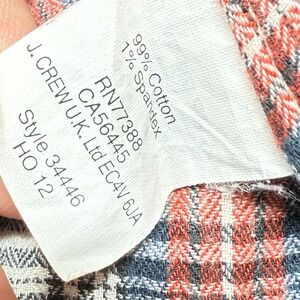 99% Cotton
1% Spandex
RN77388
CA56445
J.CREW U.K. Ltd EC4V 6JA
Style 34446
HO 12